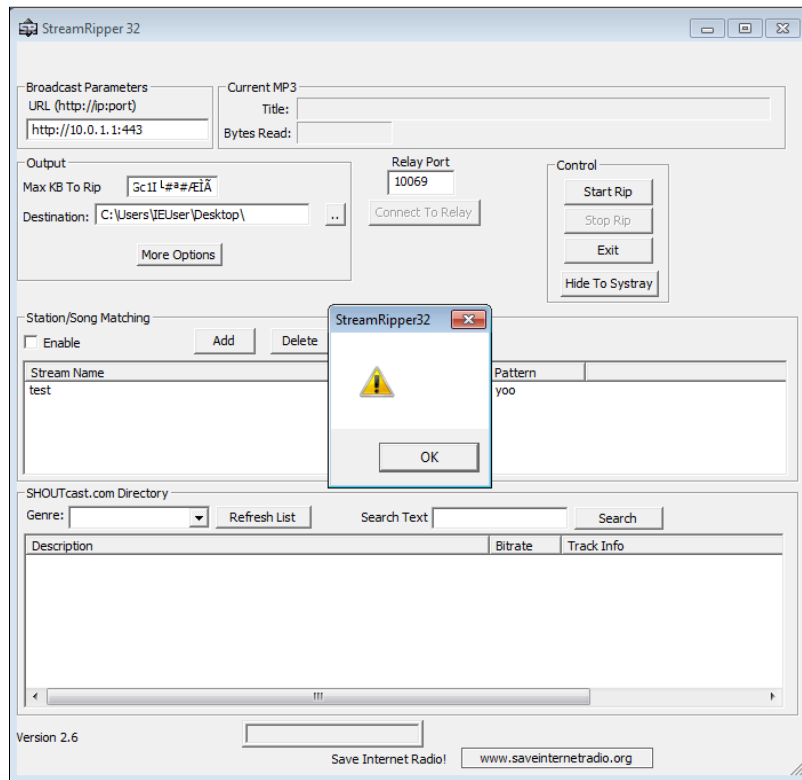 StreamRipper 32
Broadcast Parameters
URL (http://ip:port)
http://10.0.1.1:443
Current MP3
Title:
Bytes Read:
Output
Max KB To Rip
Destination: C:\Users\IEUser\Desktop\ ..
More Options
Relay Port
10069
Connect To Relay
Control
Start Rip
Stop Rip
Exit
Hide To Systray
Station/Song Matching
Enable Add Delete
Stream Name Pattern
test yoo
StreamRipper32
OK
SHOUTcast.com Directory
Genre: Refresh List Search Text Search
Description Bitrate Track Info
Version 2.6
Save Internet Radio! www.saveinternetradio.org